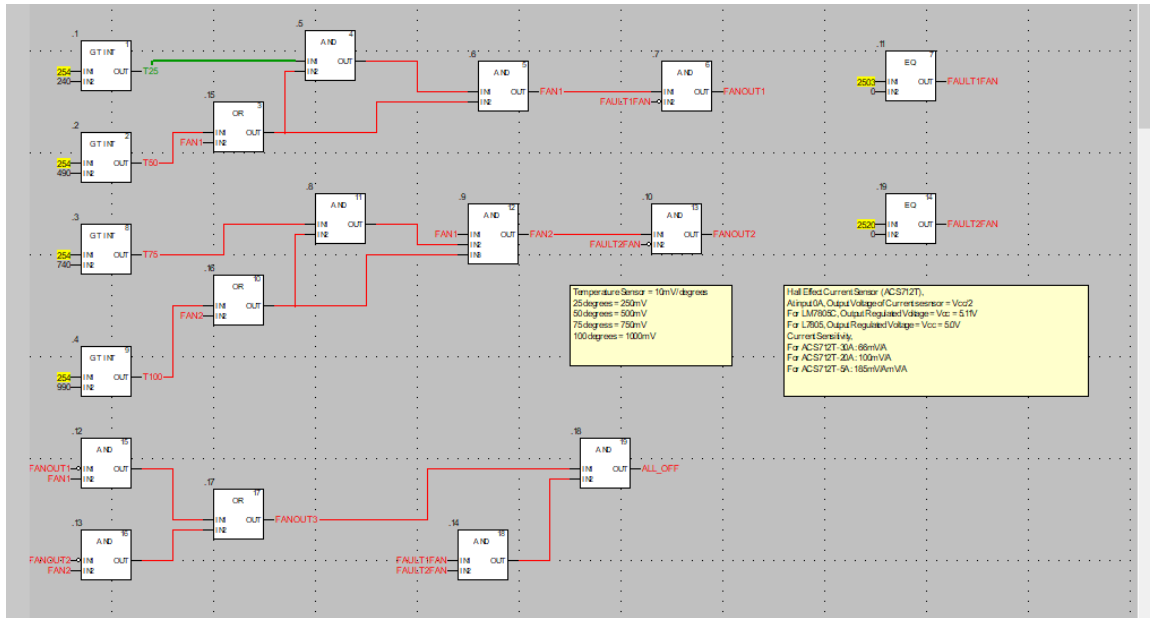 .1
GT INT
1
254
IN1
OUT
T25
240
IN2
.5
AND
4
IN1
OUT
IN2
.6
AND
5
IN1
OUT
FAN1
IN2
.7
AND
6
IN1
OUT
FANOUT1
FAULT1FAN
IN2
.11
EQ
7
2503
IN1
OUT
FAULT1FAN
0
IN2
.15
OR
3
IN1
OUT
FAN1
IN2
.2
GT INT
2
254
IN1
OUT
T50
490
IN2
.3
GT INT
8
254
IN1
OUT
T75
740
IN2
.8
AND
11
IN1
OUT
IN2
.9
AND
12
FAN1
IN1
OUT
FAN2
IN2
IN3
.10
AND
13
IN1
OUT
FANOUT2
FAULT2FAN
IN2
.19
EQ
14
2520
IN1
OUT
FAULT2FAN
0
IN2
.16
OR
10
IN1
OUT
FAN2
IN2
.4
GT INT
9
254
IN1
OUT
T100
990
IN2
Temperature Sensor = 10mV/degrees
25 degrees = 250mV
50 degrees = 500mV
75 degress = 750mV
100 degrees = 1000mV
Hall Effect Current Sensor (ACS712T),
At input 0A, Output Voltage of Current sesnsor = Vcc/2
For LM7805C, Output Regulated Voltage = Vcc = 5.11V
For L7805, Output Regulated Voltage = Vcc = 5.0V
Current Sensitivity,
For ACS712T-30A : 66mV/A
For ACS712T-20A : 100mV/A
For ACS712T-5A : 185mV/AmV/A
.12
AND
15
FANOUT1
IN1
OUT
FAN1
IN2
.17
OR
17
IN1
OUT
FANOUT3
IN2
.18
AND
19
IN1
OUT
ALL_OFF
IN2
.13
AND
16
FANOUT2
IN1
OUT
FAN2
IN2
.14
AND
18
FAULT1FAN
IN1
OUT
FAULT2FAN
IN2